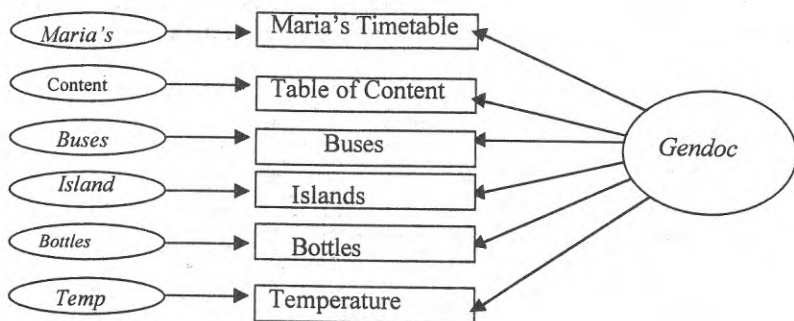 Maria's Maria's Timetable
Content Table of Content
Buses Buses Gendoc
Island Islands
Bottles Bottles
Temp Temperature